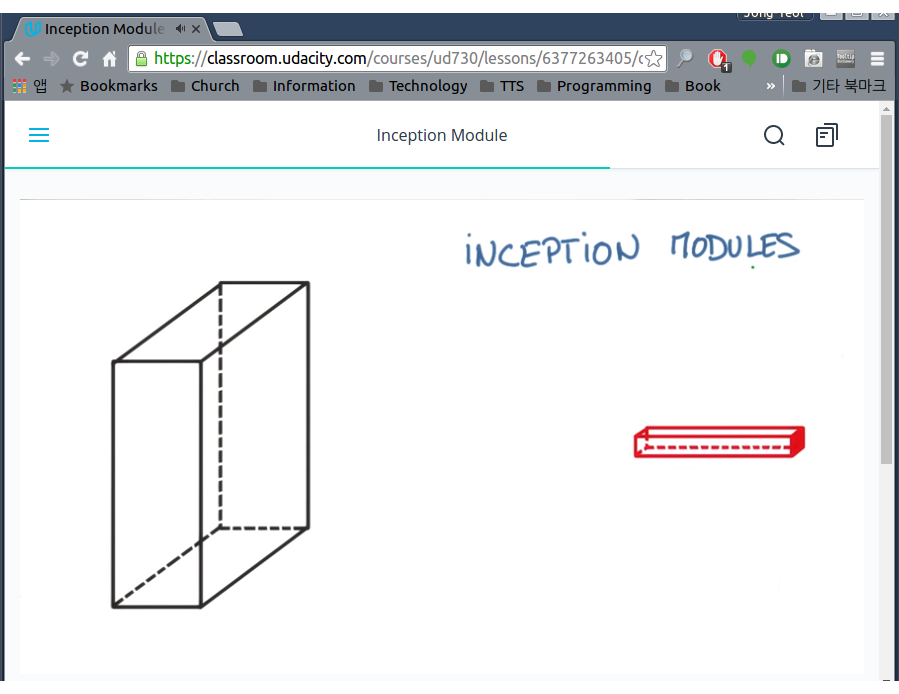 Jong Yeol
Inception Module
https://classroom.udacity.com/courses/ud730/lessons/6377263405/c
1
앱 Bookmarks Church Information Technology TTS Programming Book » 기타 북마크
Inception Module
INCEPTION MODULES